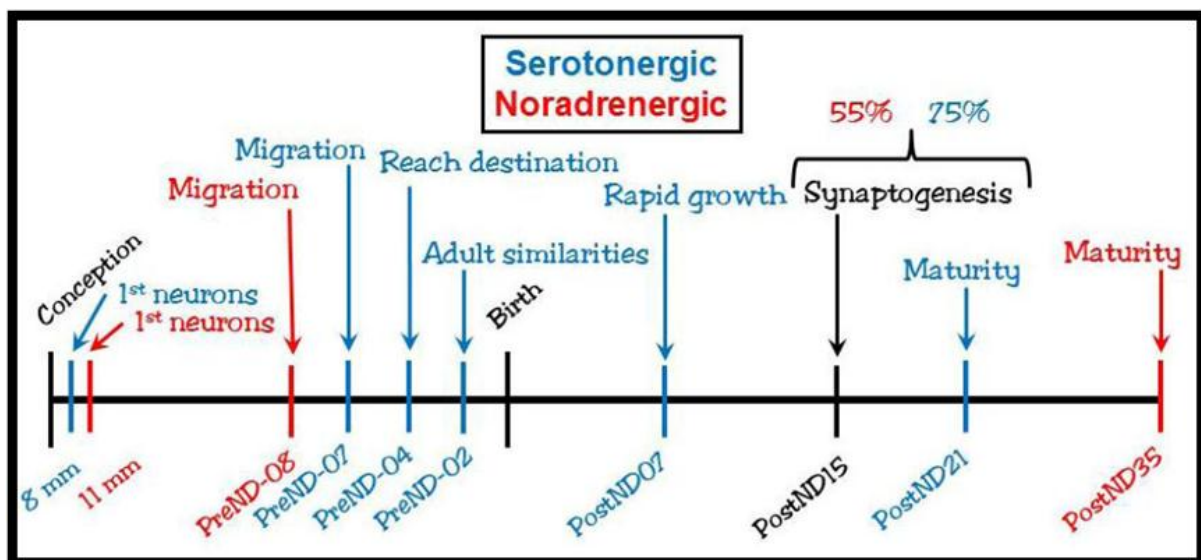 Serotonergic
Noradrenergic
55% 75%
Migration
Reach destination
Migration
Rapid growth
Synaptogenesis
Adult similarities
Maturity
Maturity
Conception
1st neurons
1st neurons
Birth
8 mm
11 mm
PreND-08
PreND-07
PreND-04
PreND-02
PostND07
PostND15
PostND21
PostND35